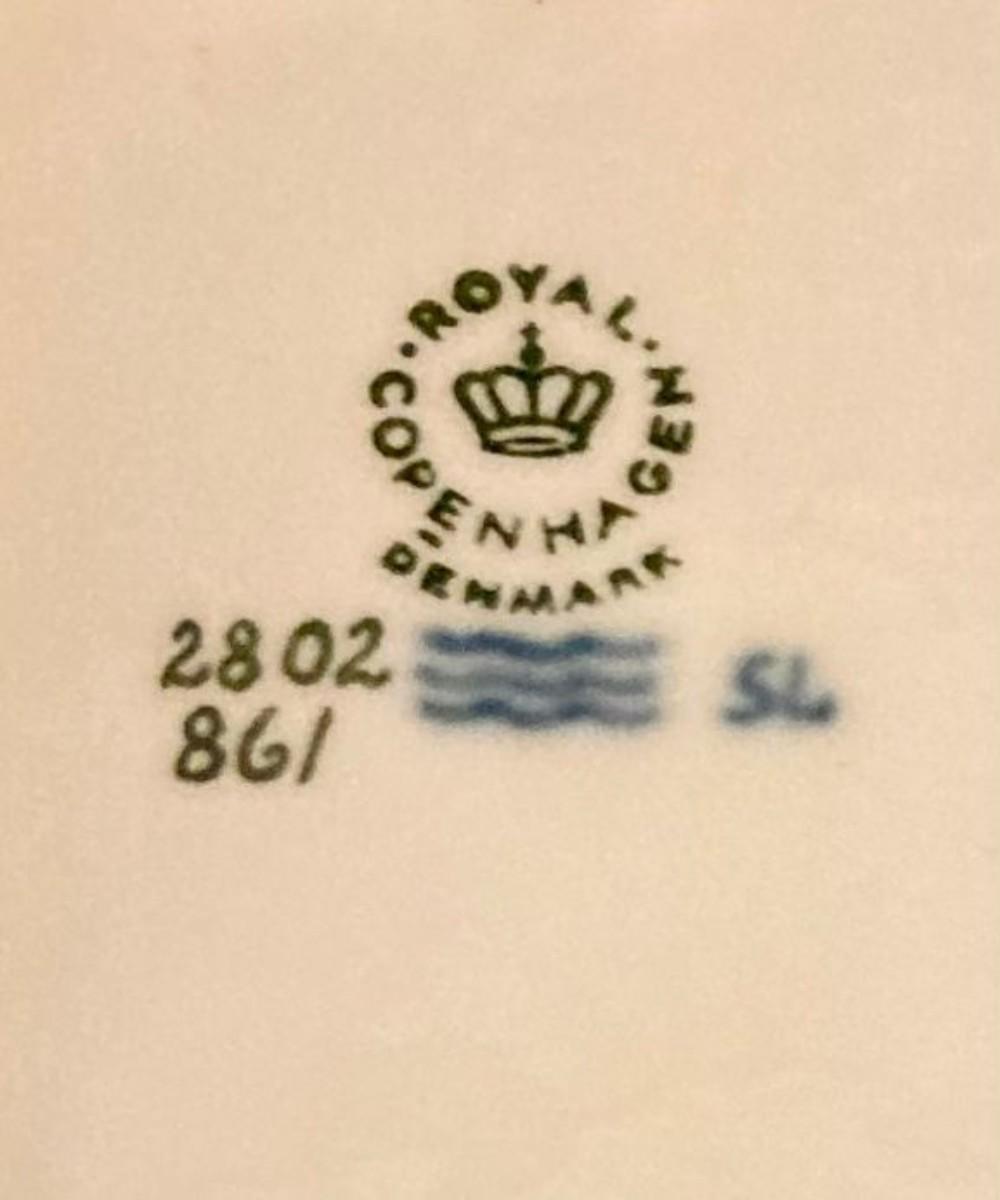 · ROYAL ·
COPENHAGEN
DENMARK
2802
861
SL